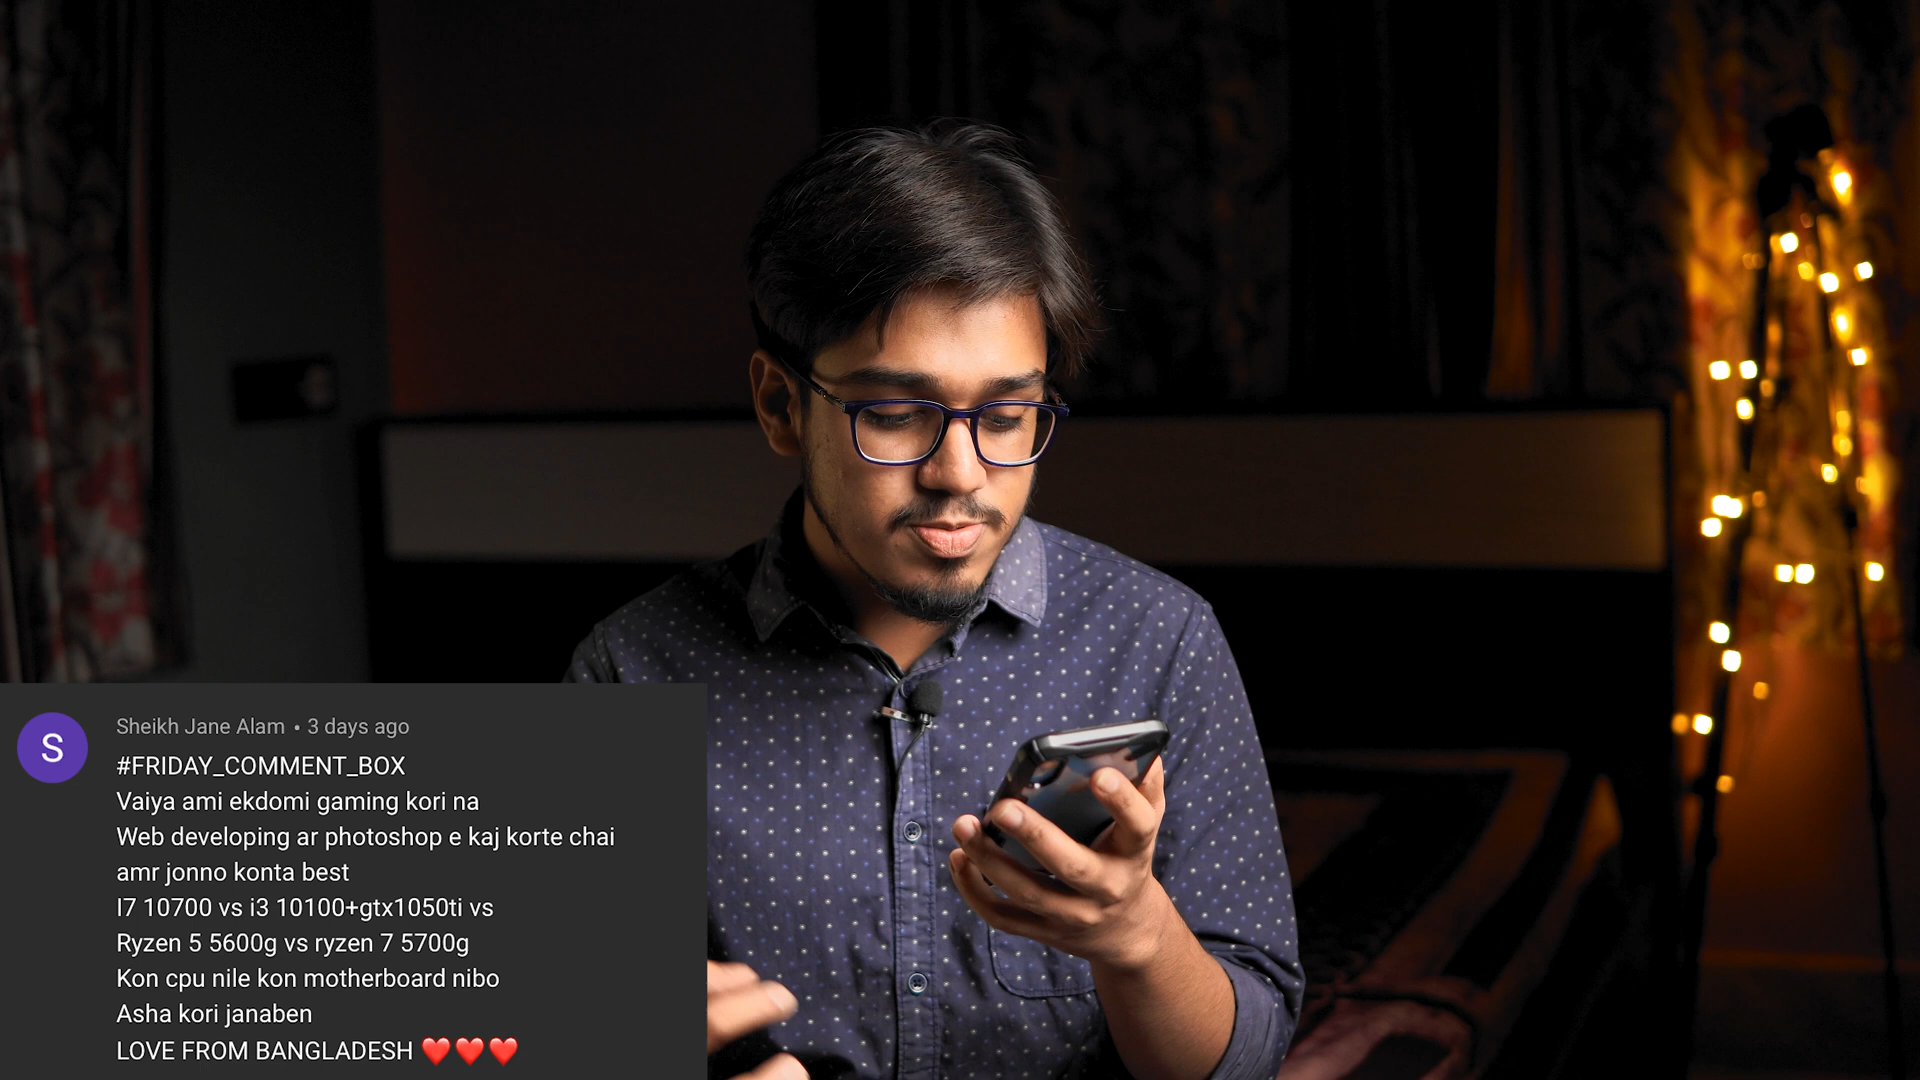 S
Sheikh Jane Alam • 3 days ago
#FRIDAY_COMMENT_BOX
Vaiya ami ekdomi gaming kori na
Web developing ar photoshop e kaj korte chai
amr jonno konta best
I7 10700 vs i3 10100+gtx1050ti vs
Ryzen 5 5600g vs ryzen 7 5700g
Kon cpu nile kon motherboard nibo
Asha kori janaben
LOVE FROM BANGLADESH ❤️❤️❤️